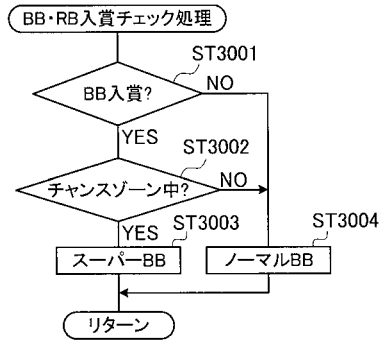 BB・RB入賞チェック処理
ST3001
BB入賞?
NO
YES
ST3002
チャンスゾーン中?
NO
YES
ST3003
ST3004
スーパーBB
ノーマルBB
リターン